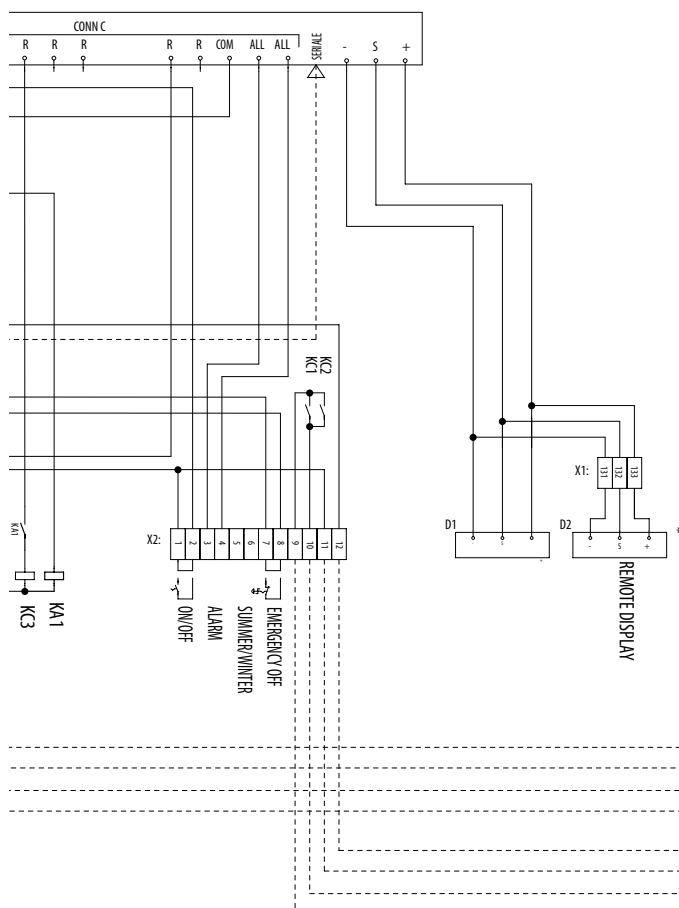 CONN C
R R R R R COM ALL ALL SERIALE - S +
KC1
KC2
X1: 131 132 133
KA1
X2: 1 2 3 4 5 6 7 8 9 10 11 12
D1
- S
D2
- S +
*
KC3
KA1
ON/OFF
ALARM
SUMMER/WINTER
EMERGENCY OFF
REMOTE DISPLAY